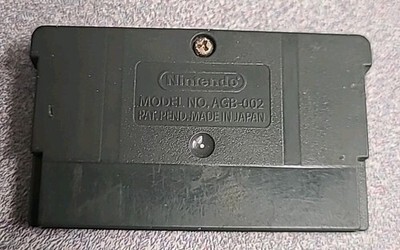 Nintendo
MODEL NO. AGB-002
PAT. PEND. MADE IN JAPAN